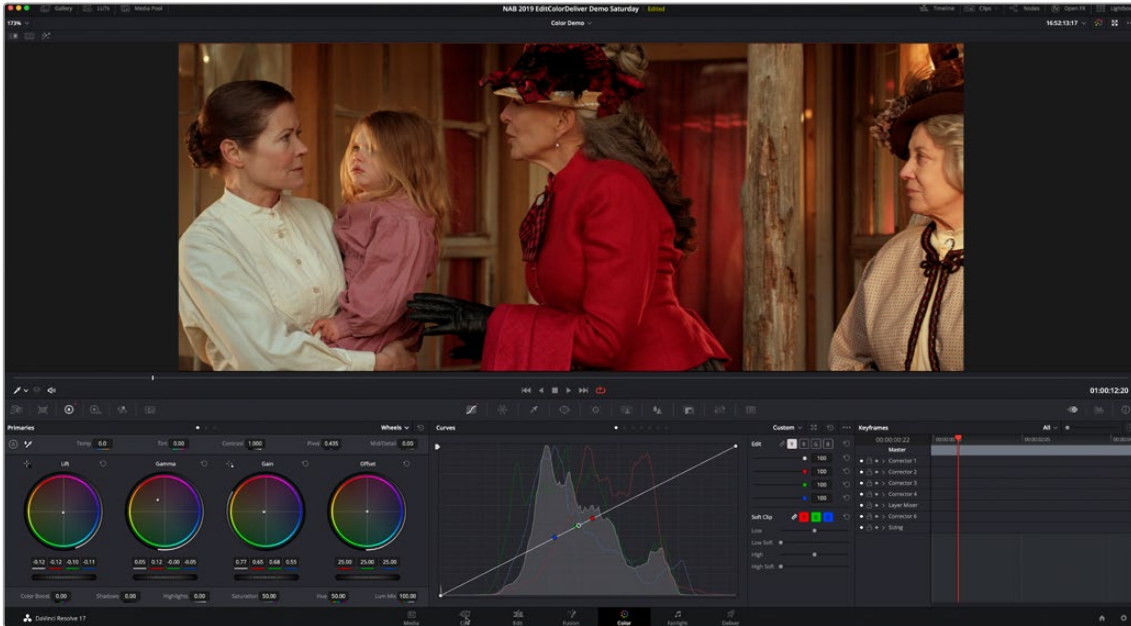 Gallery LUTs Media Pool NAB 2019 EditColorDeliver Demo Saturday Edited Timeline Clips Nodes Open FX Lightbox
173% Color Demo 16:52:13:17
01:00:12:20
Primaries Wheels Curves Custom Keyframes All
Temp 0.0 Tint 0.00 Contrast 1.000 Pivot 0.435 Mid/Detail 0.00
Edit Y R G B
00:00:00:22
Master
Lift Gamma Gain Offset
100
100
100
100
Corrector 1
Corrector 2
Corrector 3
Corrector 4
Layer Mixer
Corrector 6
Sizing
Soft Clip
Low
Low Soft
High
High Soft
-0.12 -0.12 -0.10 -0.11 0.05 0.12 -0.00 -0.05 0.77 0.65 0.68 0.55 25.00 25.00 25.00
Color Boost 0.00 Shadows 0.00 Highlights 0.00 Saturation 50.00 Hue 50.00 Lum Mix 100.00
DaVinci Resolve 17 Media Edit Fusion Color Fairlight Deliver